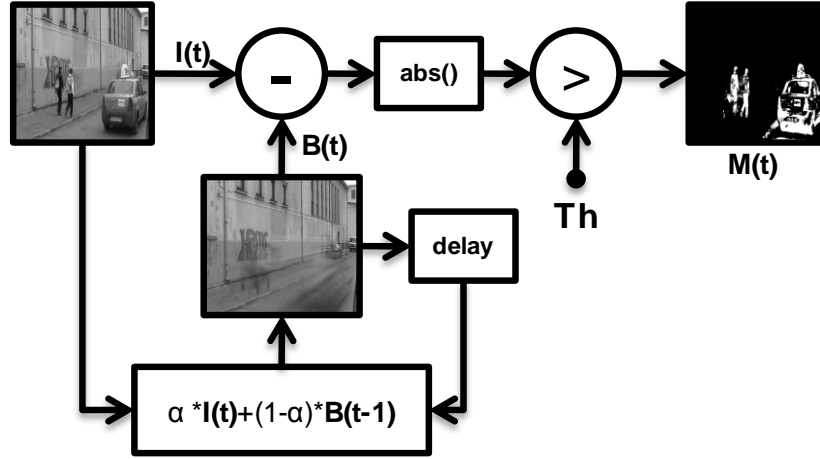 I(t)
-
abs()
>
B(t)
M(t)
Th
delay
α *I(t)+(1-α)*B(t-1)